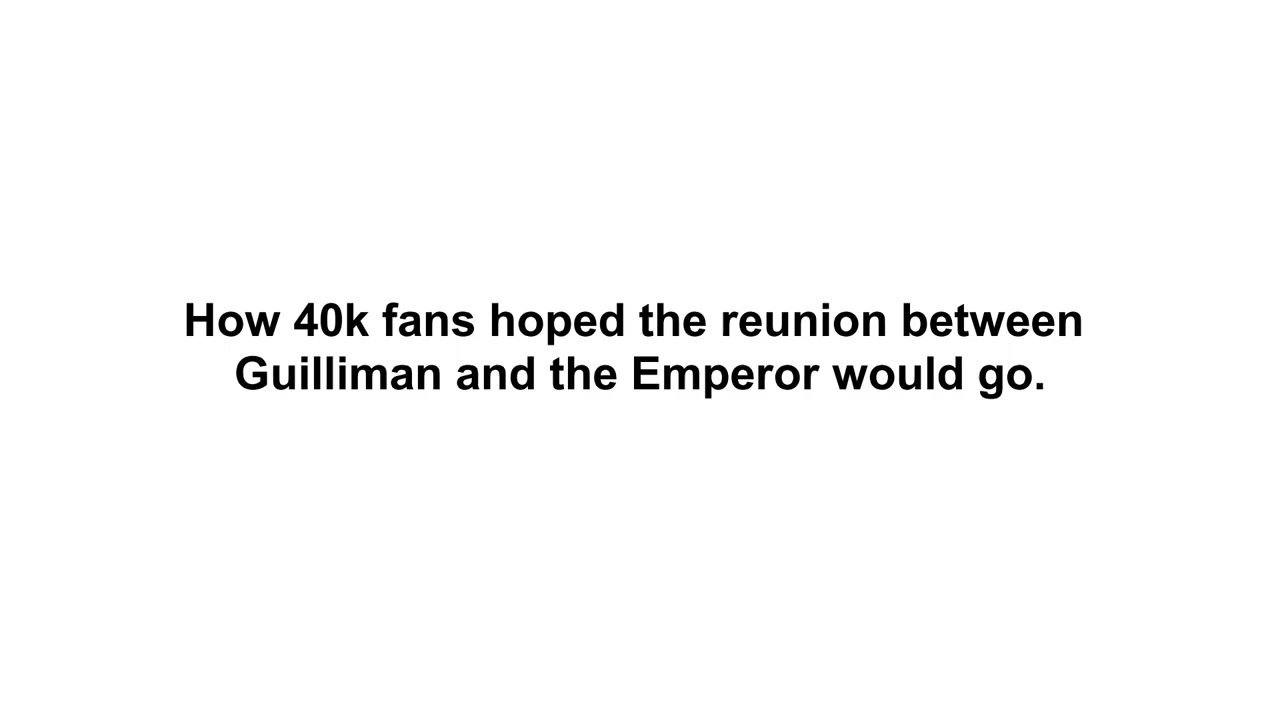 How 40k fans hoped the reunion between
Guilliman and the Emperor would go.